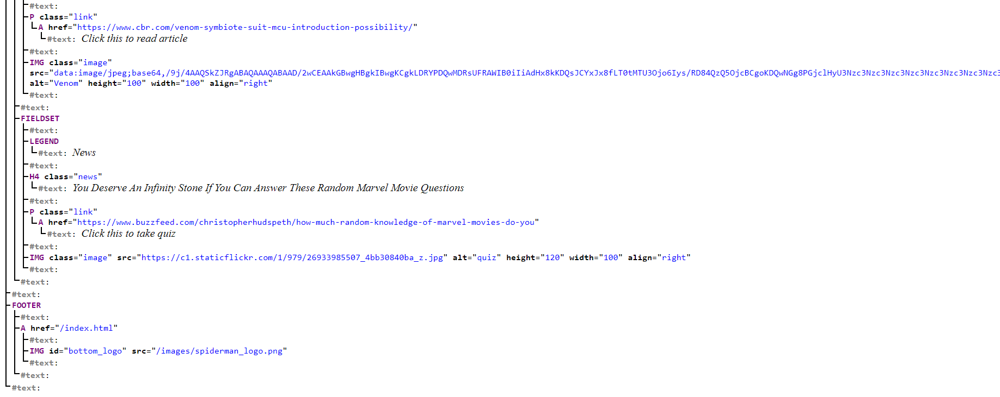 #text:
P class="link"
A href="https://www.cbr.com/venom-symbiote-suit-mcu-introduction-possibility/"
#text: Click this to read article
#text:
IMG class="image"
src="data:image/jpeg;base64,/9j/4AAQSkZJRgABAQAAAQABAAD/2wCEAAkGBwgHBgkIBwgKCgkLDRYPDQwMDRsUFRAWIB0iIiAdHx8kKDQsJCYxJx8fLT0tMTU3Ojo6Iys/RD84QzQ5OjcBCgoKDQwNGg8PGjclHyU3Nzc3Nzc3Nzc3Nzc3Nzc3Nzc3Nzc3Nzc3
alt="Venom" height="100" width="100" align="right"
#text:
#text:
FIELDSET
#text:
LEGEND
#text: News
#text:
H4 class="news"
#text: You Deserve An Infinity Stone If You Can Answer These Random Marvel Movie Questions
#text:
P class="link"
A href="https://www.buzzfeed.com/christopherhudspeth/how-much-random-knowledge-of-marvel-movies-do-you"
#text: Click this to take quiz
#text:
IMG class="image" src="https://c1.staticflickr.com/1/979/26933985507_4bb30840ba_z.jpg" alt="quiz" height="120" width="100" align="right"
#text:
#text:
#text:
FOOTER
#text:
A href="/index.html"
#text:
IMG id="bottom_logo" src="/images/spiderman_logo.png"
#text:
#text:
#text: